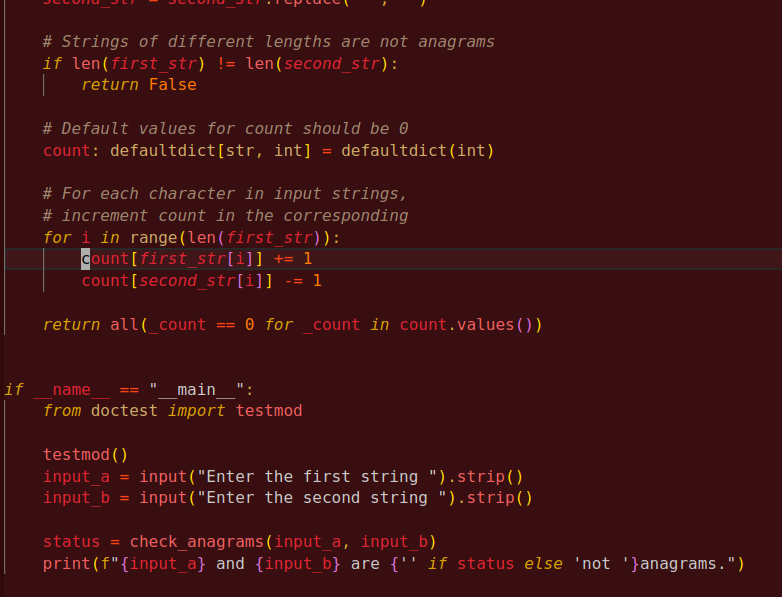 second_str = second_str.replace(" ", "")
# Strings of different lengths are not anagrams
if len(first_str) != len(second_str):
return False
# Default values for count should be 0
count: defaultdict[str, int] = defaultdict(int)
# For each character in input strings,
# increment count in the corresponding
for i in range(len(first_str)):
count[first_str[i]] += 1
count[second_str[i]] -= 1
return all(_count == 0 for _count in count.values())
if __name__ == "__main__":
from doctest import testmod
testmod()
input_a = input("Enter the first string ").strip()
input_b = input("Enter the second string ").strip()
status = check_anagrams(input_a, input_b)
print(f"{input_a} and {input_b} are {'' if status else 'not '}anagrams.")